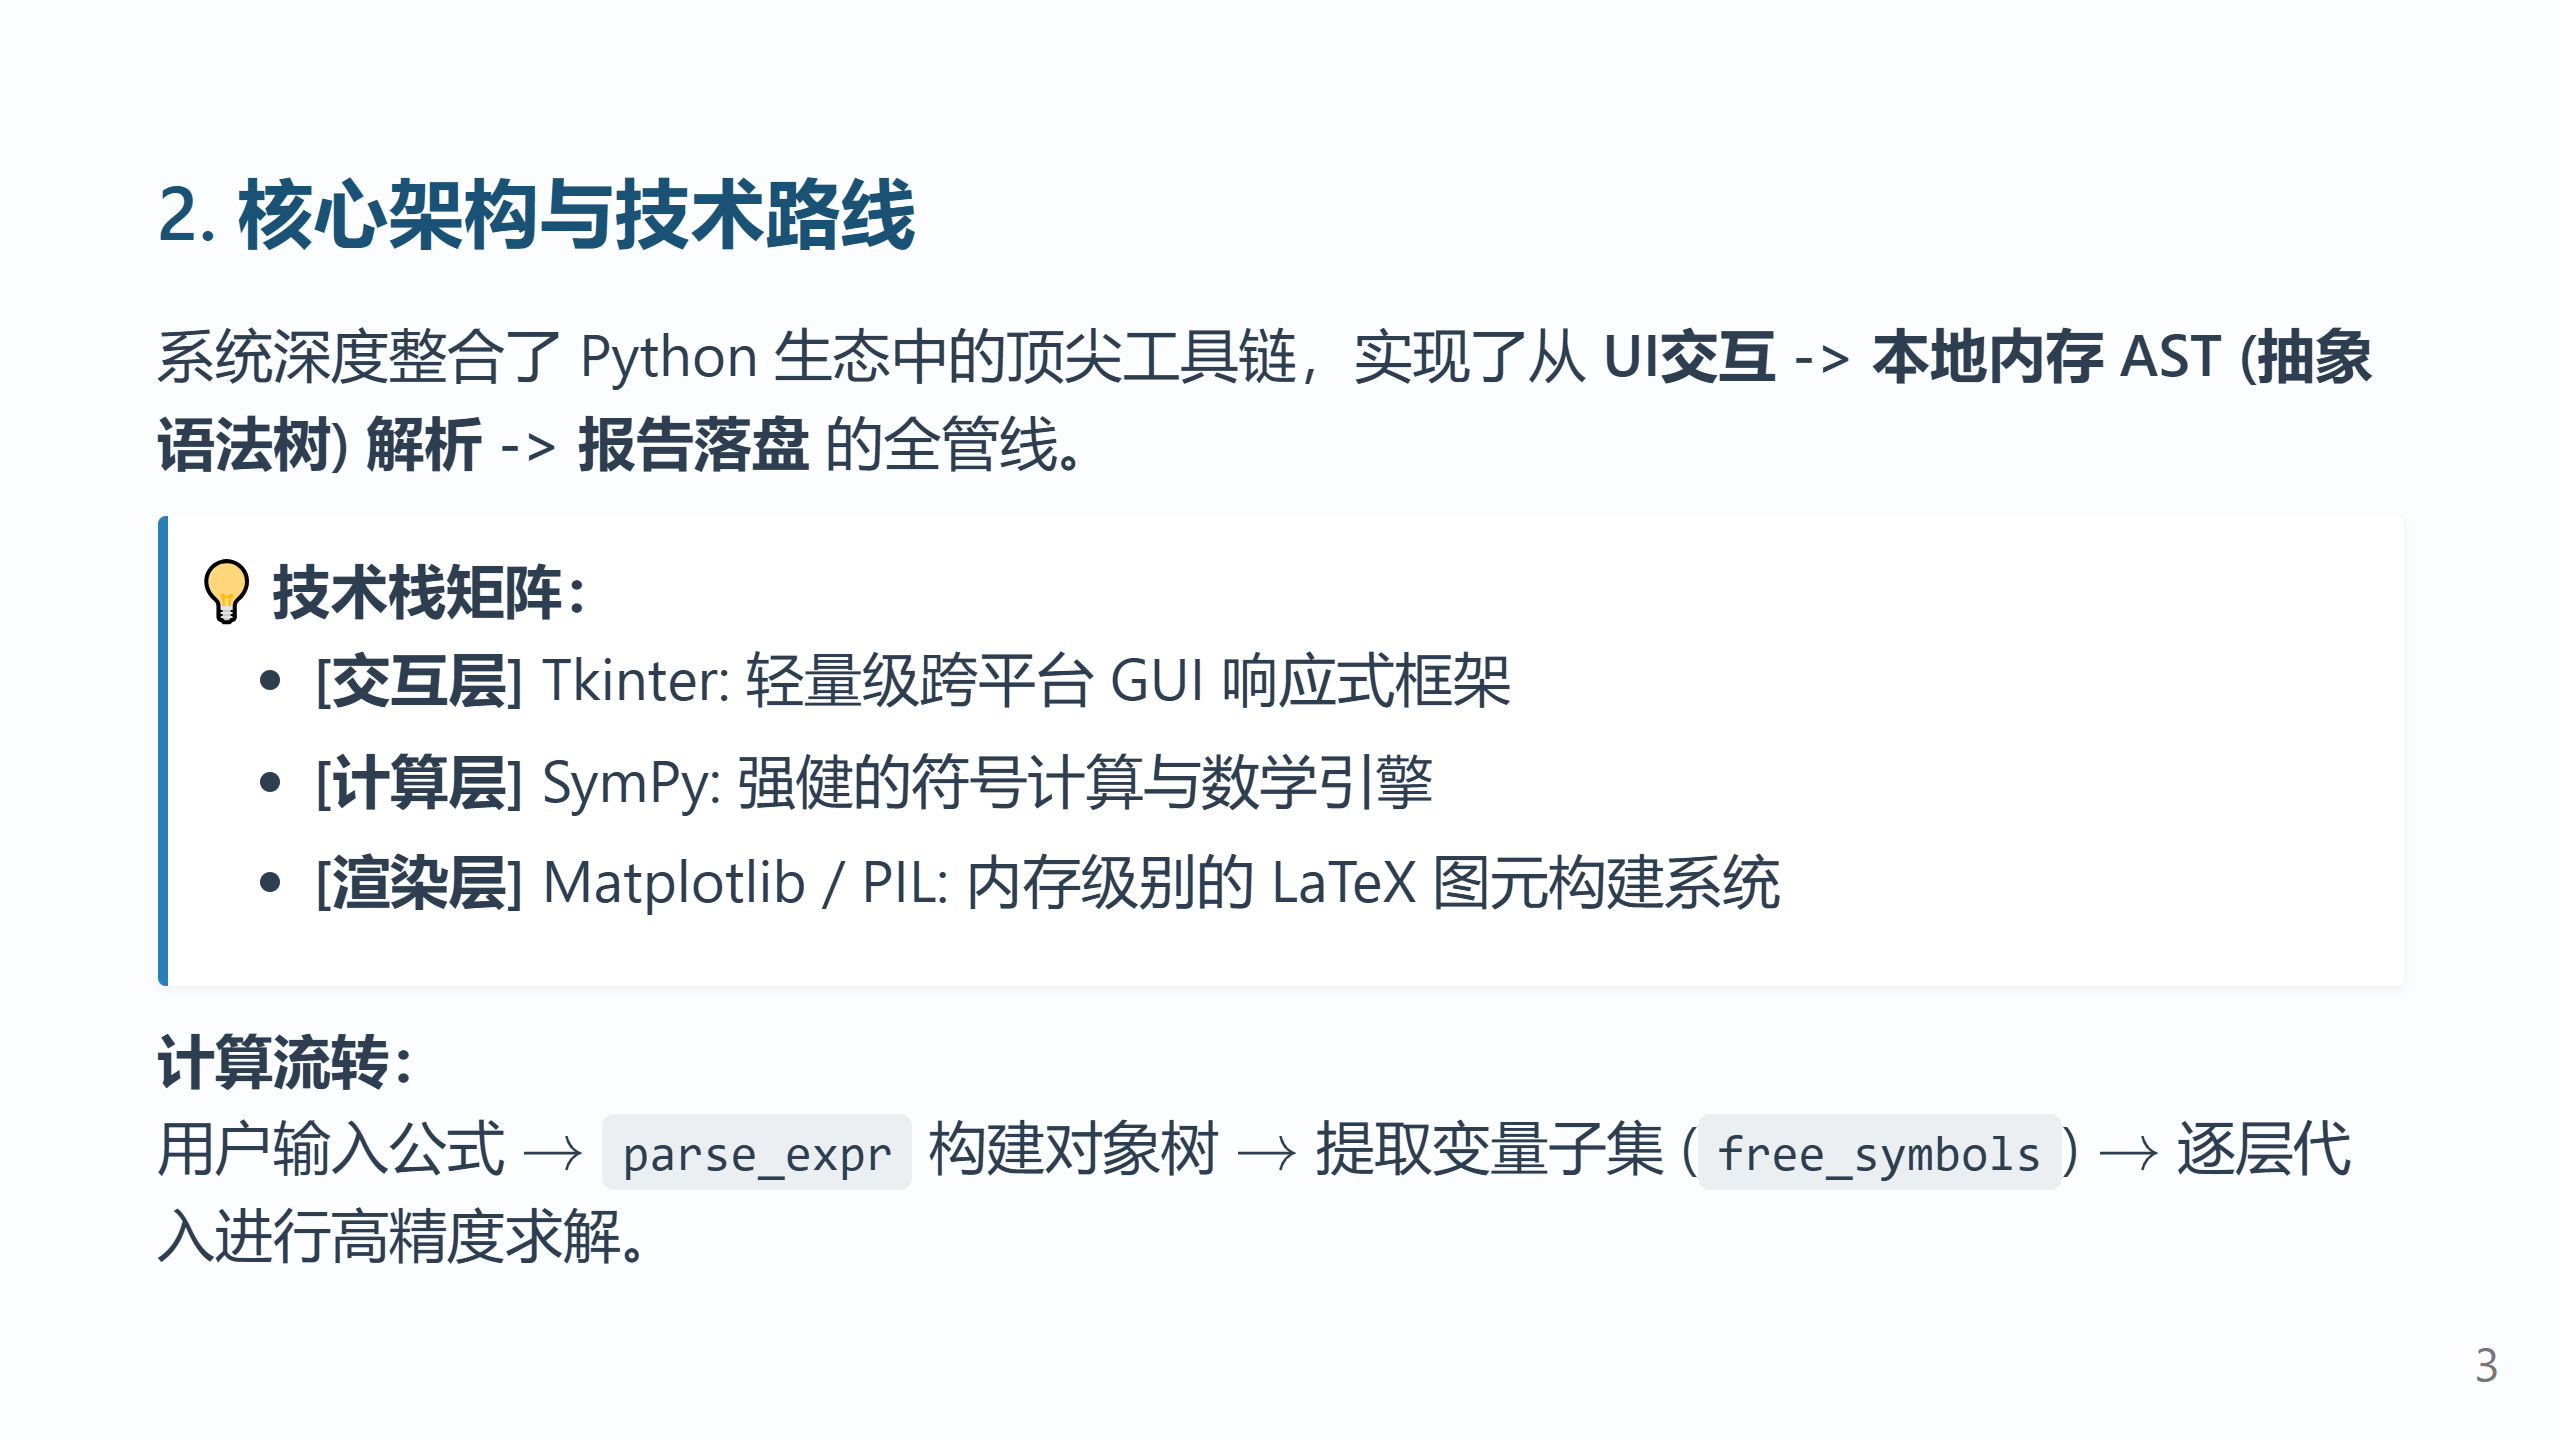 2. 核心架构与技术路线
系统深度整合了 Python 生态中的顶尖工具链，实现了从 UI交互 -> 本地内存 AST (抽象
语法树) 解析 -> 报告落盘 的全管线。
💡 技术栈矩阵：
• [交互层] Tkinter: 轻量级跨平台 GUI 响应式框架
• [计算层] SymPy: 强健的符号计算与数学引擎
• [渲染层] Matplotlib / PIL: 内存级别的 LaTeX 图元构建系统
计算流转：
用户输入公式 → parse_expr 构建对象树 → 提取变量子集 (free_symbols) → 逐层代
入进行高精度求解。
3